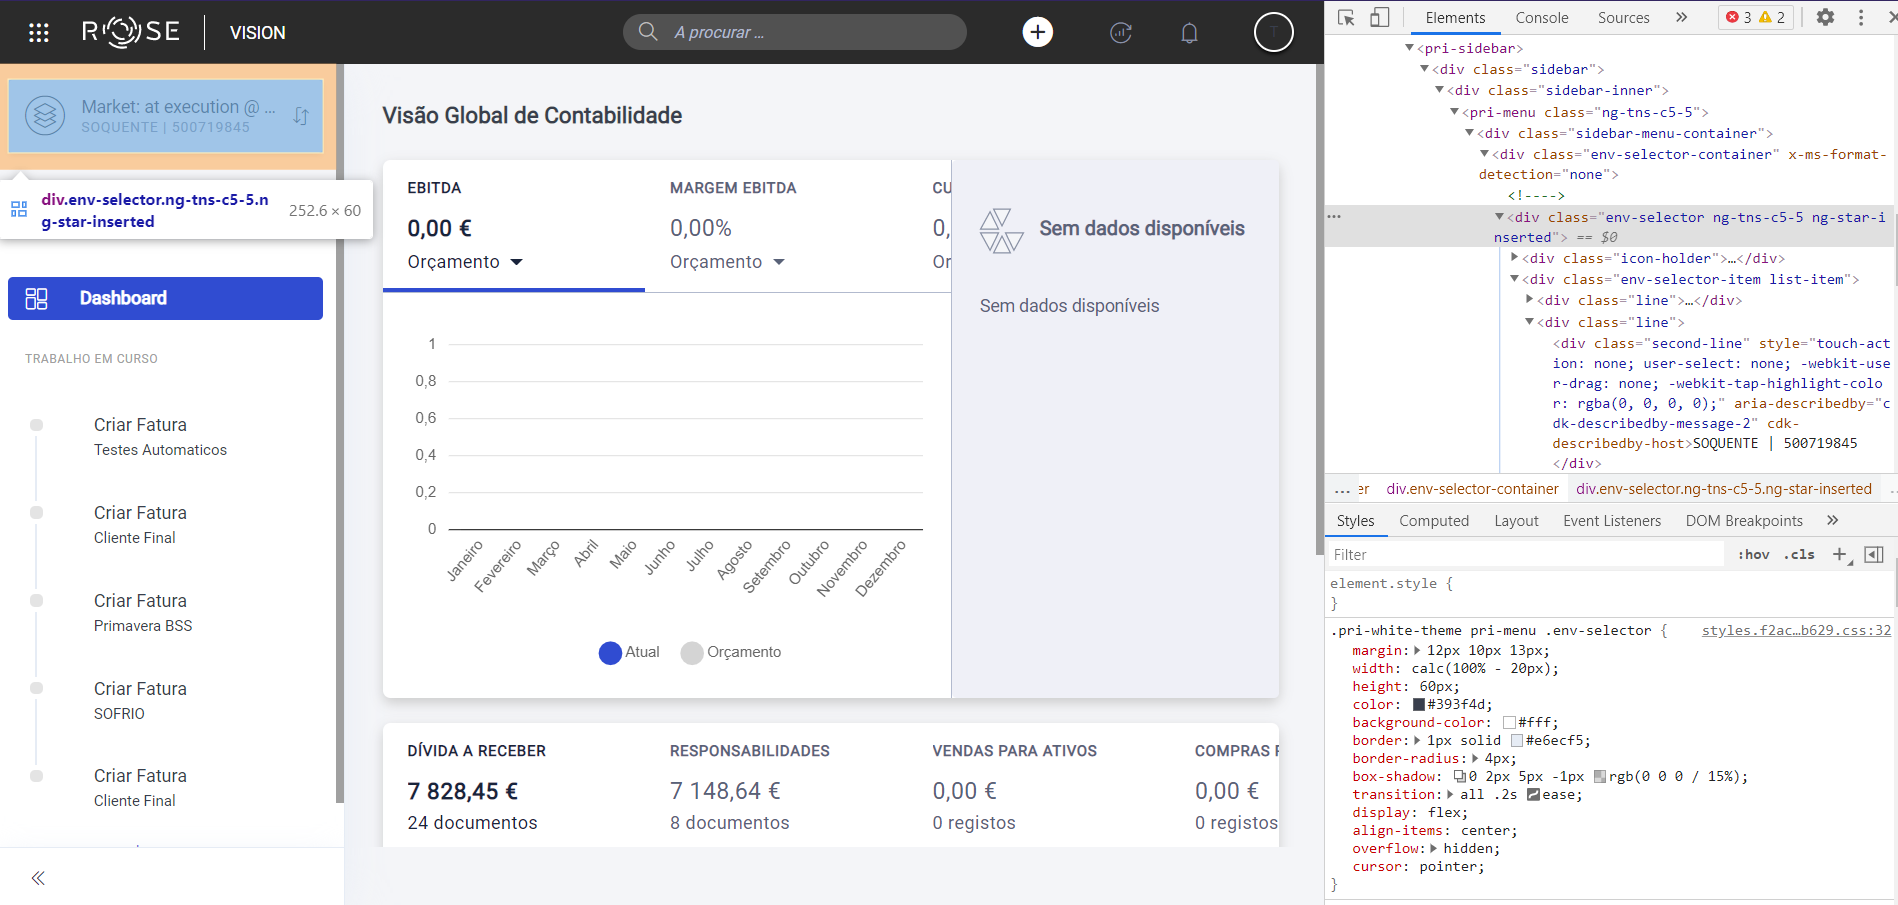 ROSE VISION
A procurar ...
T
Market: at execution @ ...
SOQUENTE | 500719845
div.env-selector.ng-tns-c5-5.n
g-star-inserted
252.6 × 60
Dashboard
TRABALHO EM CURSO
Criar Fatura
Testes Automaticos
Criar Fatura
Cliente Final
Criar Fatura
Primavera BSS
Criar Fatura
SOFRIO
Criar Fatura
Cliente Final
Visão Global de Contabilidade
EBITDA
0,00 €
Orçamento
MARGEM EBITDA
0,00%
Orçamento
CU
0,
Or
Sem dados disponíveis
Sem dados disponíveis
1
0,8
0,6
0,4
0,2
0
Janeiro
Fevereiro
Março
Abril
Maio
Junho
Julho
Agosto
Setembro
Outubro
Novembro
Dezembro
Atual
Orçamento
DÍVIDA A RECEBER
7 828,45 €
24 documentos
RESPONSABILIDADES
7 148,64 €
8 documentos
VENDAS PARA ATIVOS
0,00 €
0 registos
COMPRAS P
0,00 €
0 registos
Elements Console Sources » 3 2
<pri-sidebar>
<div class="sidebar">
<div class="sidebar-inner">
<pri-menu class="ng-tns-c5-5">
<div class="sidebar-menu-container">
<div class="env-selector-container" x-ms-format-
detection="none">
<!---->
<div class="env-selector ng-tns-c5-5 ng-star-i
nserted"> == $0
<div class="icon-holder">…</div>
<div class="env-selector-item list-item">
<div class="line">…</div>
<div class="line">
<div class="second-line" style="touch-act
ion: none; user-select: none; -webkit-use
r-drag: none; -webkit-tap-highlight-colo
r: rgba(0, 0, 0, 0);" aria-describedby="c
dk-describedby-message-2" cdk-
describedby-host>SOQUENTE | 500719845
</div>
... er div.env-selector-container div.env-selector.ng-tns-c5-5.ng-star-inserted ...
Styles Computed Layout Event Listeners DOM Breakpoints »
Filter :hov .cls +
element.style {
}
.pri-white-theme pri-menu .env-selector { styles.f2ac…b629.css:32
margin: 12px 10px 13px;
width: calc(100% - 20px);
height: 60px;
color: #393f4d;
background-color: #fff;
border: 1px solid #e6ecf5;
border-radius: 4px;
box-shadow: 0 2px 5px -1px rgb(0 0 0 / 15%);
transition: all .2s ease;
display: flex;
align-items: center;
overflow: hidden;
cursor: pointer;
}